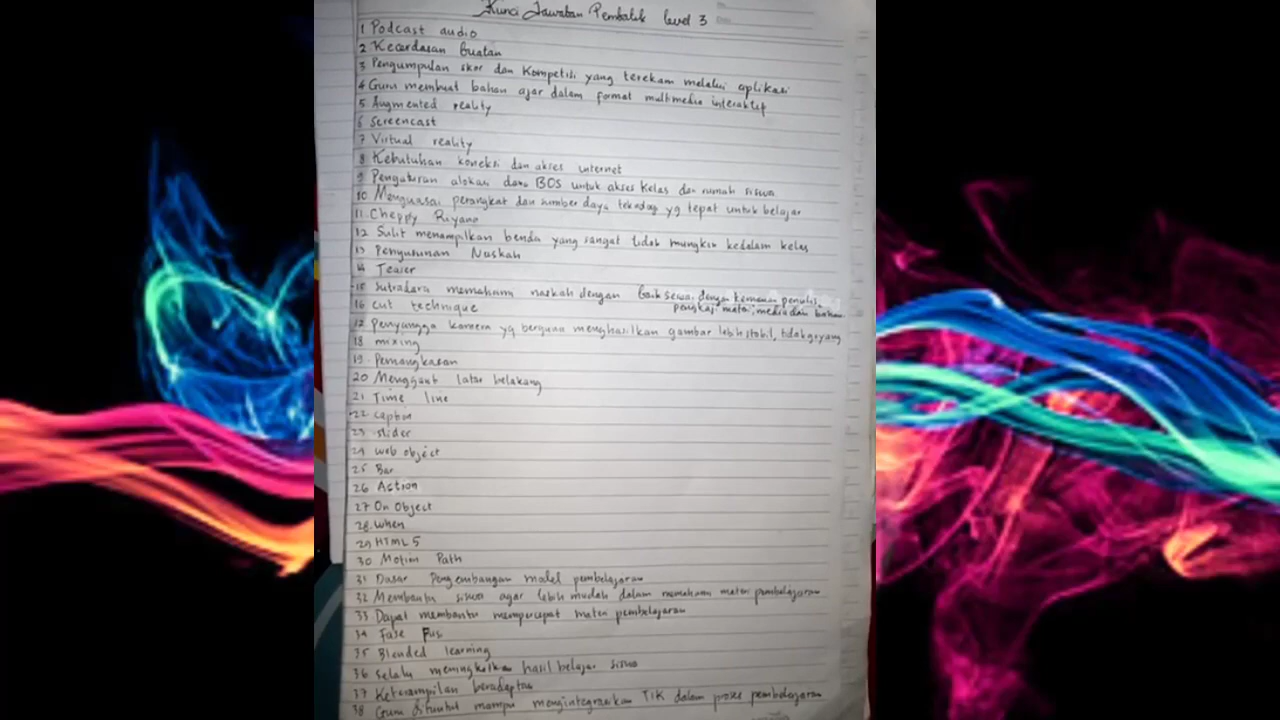 Kunci Jawaban Pembatik level 3
1 Podcast audio
2 Kecerdasan buatan
3 Pengumpulan skor dan kompetisi yang terekam melalui aplikasi
4 Guru membuat bahan ajar dalam format multimedia interaktif
5 Augmented reality
6 Screencast
7 Virtual reality
8 Kebutuhan koneksi dan akses internet
9 Pengaturan alokasi dana BOS untuk akses kelas dan rumah siswa
10 Menguasai perangkat dan sumber daya yg tepat untuk belajar
11. Cheppy Riyana
12 Sulit menampilkan benda yang sangat tidak mungkin kedalam kelas
13 Penyusunan Naskah
14 Teaser
15 Sutradara memahami naskah dengan baik sesuai dengan kemauan penulis,
pengkaji materi, media dan bahan
16 Cut technique
17 Penyangga kamera yg berguna menghasilkan gambar lebih stabil, tidak goyang
18 mixing
19. Pemangkasan
20 Mengganti latar belakang
21 Time line
22 caption
23 slider
24 web object
25 Bar
26 Action
27 On Object
28. When
29 HTML 5
30 Motion Path
31 Dasar Pengembangan model pembelajaran
32 Membantu siswa agar lebih mudah dalam memahami materi pembelajaran
33 Dapat membantu mempercepat materi pembelajaran
34 Fase
35 Blended learning
36 Selalu meningkatkan hasil belajar siswa
37 Keterampilan beradaptasi
38 Guru dituntut mampu mengintegrasikan TIK dalam proses pembelajaran